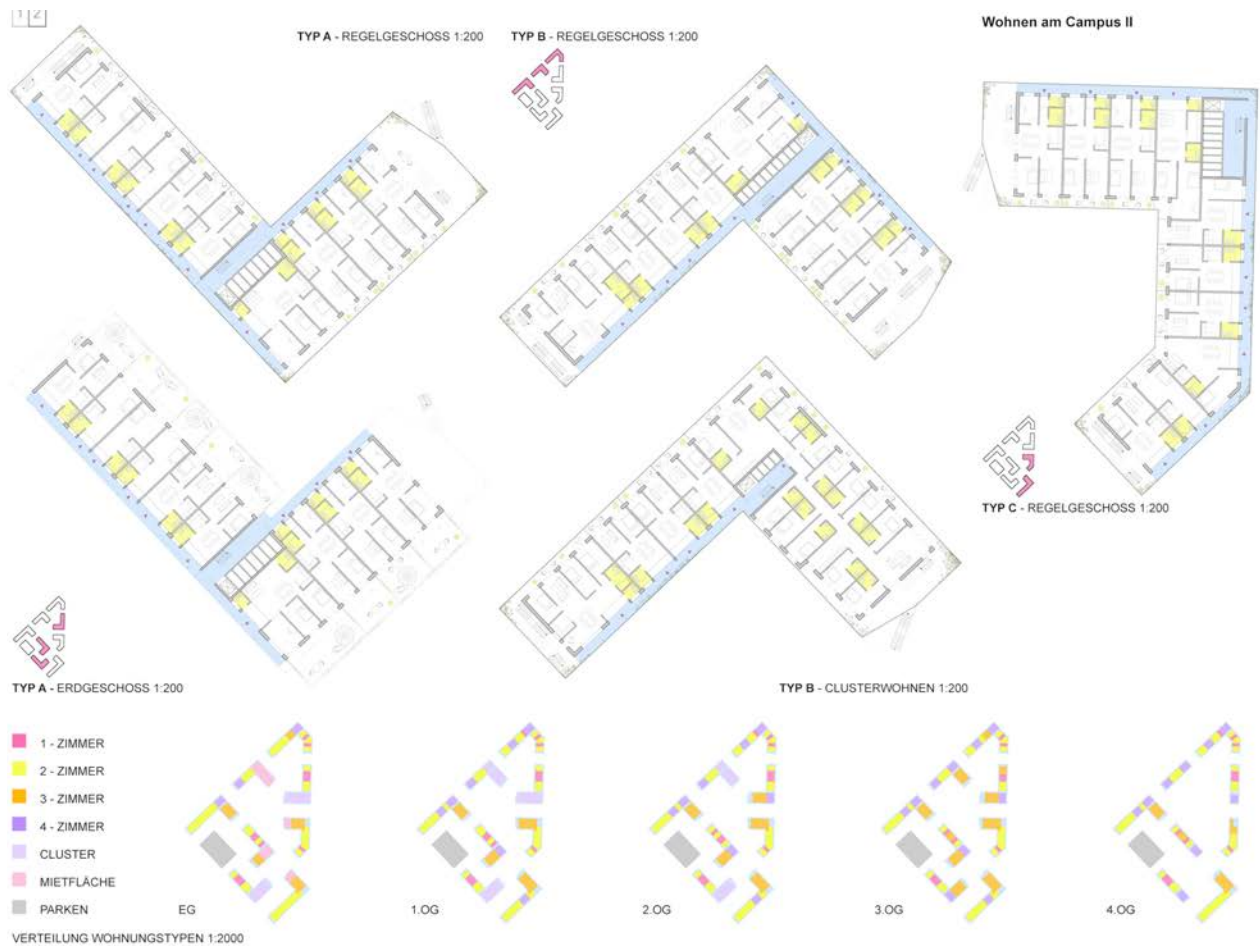 1 2
TYP A - REGELGESCHOSS 1:200
TYP B - REGELGESCHOSS 1:200
Wohnen am Campus II
TYP C - REGELGESCHOSS 1:200
TYP A - ERDGESCHOSS 1:200
TYP B - CLUSTERWOHNEN 1:200
1 - ZIMMER
2 - ZIMMER
3 - ZIMMER
4 - ZIMMER
CLUSTER
MIETFLÄCHE
PARKEN
EG
1.OG
2.OG
3.OG
4.OG
VERTEILUNG WOHNUNGSTYPEN 1:2000